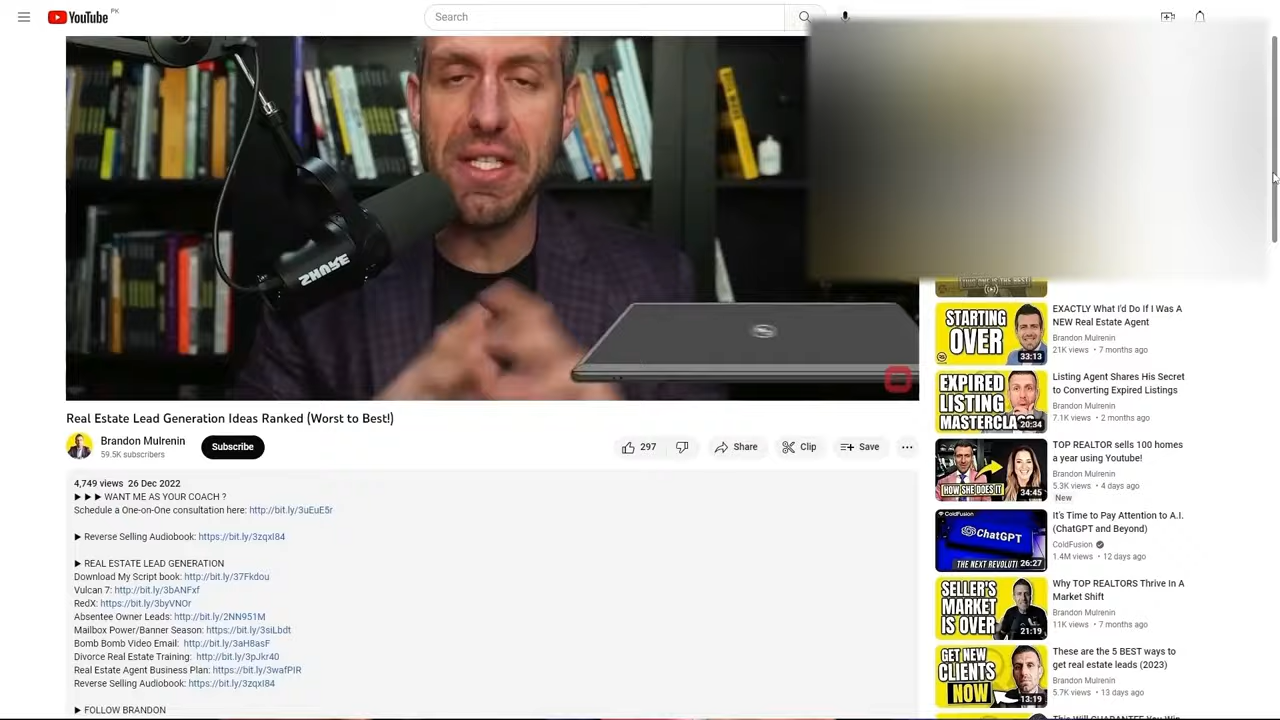 YouTube PK
Search
SHURE
Real Estate Lead Generation Ideas Ranked (Worst to Best!)
Brandon Mulrenin
59.5K subscribers
Subscribe
297
Share
Clip
Save
4,749 views 26 Dec 2022
▶ ▶ ▶ WANT ME AS YOUR COACH ?
Schedule a One-on-One consultation here: http://bit.ly/3uEuE5r
▶ Reverse Selling Audiobook: https://bit.ly/3zqxI84
▶ REAL ESTATE LEAD GENERATION
Download My Script book: http://bit.ly/37Fkdou
Vulcan 7: http://bit.ly/3bANFxf
RedX: https://bit.ly/3byVNOr
Absentee Owner Leads: http://bit.ly/2NN951M
Mailbox Power/Banner Season: https://bit.ly/3siLbdt
Bomb Bomb Video Email: http://bit.ly/3aH8asF
Divorce Real Estate Training: http://bit.ly/3pJkr40
Real Estate Agent Business Plan: https://bit.ly/3wafPIR
Reverse Selling Audiobook: https://bit.ly/3zqxI84
▶ FOLLOW BRANDON
STARTING
OVER
33:13
EXACTLY What I'd Do If I Was A
NEW Real Estate Agent
Brandon Mulrenin
21K views • 7 months ago
EXPIRED
LISTING
MASTERCLASS
20:34
Listing Agent Shares His Secret
to Converting Expired Listings
Brandon Mulrenin
7.1K views • 2 months ago
HOW SHE DOES IT
34:45
TOP REALTOR sells 100 homes
a year using Youtube!
Brandon Mulrenin
5.3K views • 4 days ago
New
ColdFusion
ChatGPT
THE NEXT REVOLUTI
26:27
It's Time to Pay Attention to A.I.
(ChatGPT and Beyond)
ColdFusion
1.4M views • 12 days ago
SELLER'S
MARKET
IS OVER
21:19
Why TOP REALTORS Thrive In A
Market Shift
Brandon Mulrenin
11K views • 7 months ago
GET NEW
CLIENTS
NOW
13:19
These are the 5 BEST ways to
get real estate leads (2023)
Brandon Mulrenin
5.7K views • 13 days ago